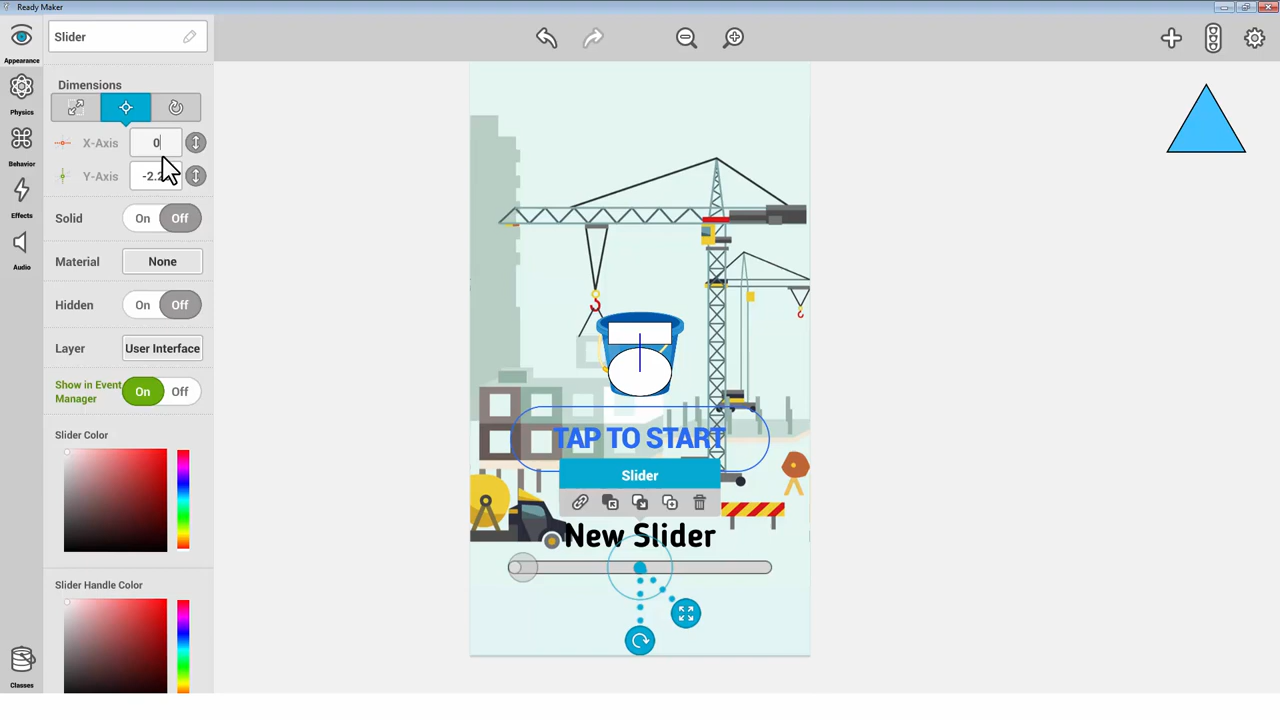 Ready Maker
Slider
Appearance
Dimensions
Physics
X-Axis 0
Behavior
Y-Axis -2.2
Effects
Solid On Off
Audio
Material None
Hidden On Off
Layer User Interface
Show in Event
Manager On Off
Slider Color
Slider Handle Color
Classes
TAP TO START
Slider
New Slider